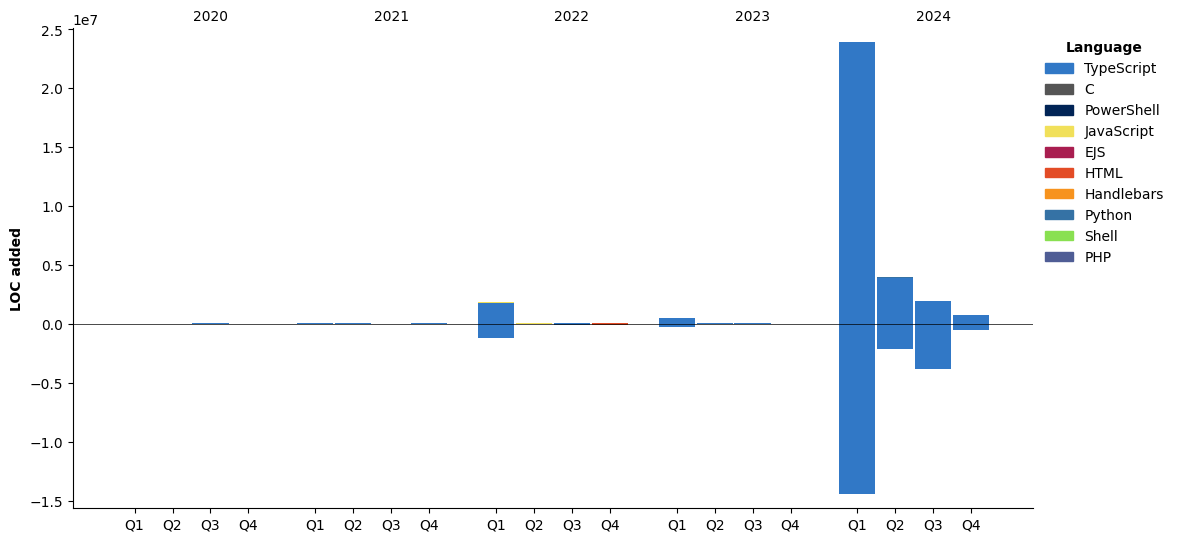 2020 2021 2022 2023 2024
1e7
2.5
2.0
1.5
1.0
0.5
0.0
−0.5
−1.0
−1.5
LOC added
Q1 Q2 Q3 Q4 Q1 Q2 Q3 Q4 Q1 Q2 Q3 Q4 Q1 Q2 Q3 Q4 Q1 Q2 Q3 Q4
Language
TypeScript
C
PowerShell
JavaScript
EJS
HTML
Handlebars
Python
Shell
PHP